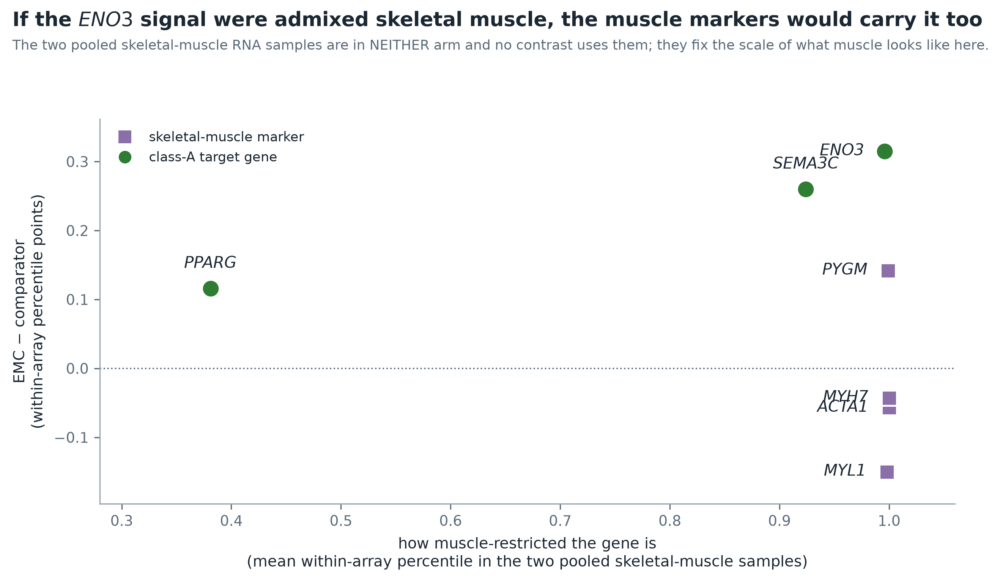 If the ENO3 signal were admixed skeletal muscle, the muscle markers would carry it too
The two pooled skeletal-muscle RNA samples are in NEITHER arm and no contrast uses them; they fix the scale of what muscle looks like here.
skeletal-muscle marker
class-A target gene
ENO3
SEMA3C
PPARG
PYGM
MYH7
ACTA1
MYL1
0.3
0.2
0.1
0.0
−0.1
EMC − comparator
(within-array percentile points)
0.3 0.4 0.5 0.6 0.7 0.8 0.9 1.0
how muscle-restricted the gene is
(mean within-array percentile in the two pooled skeletal-muscle samples)